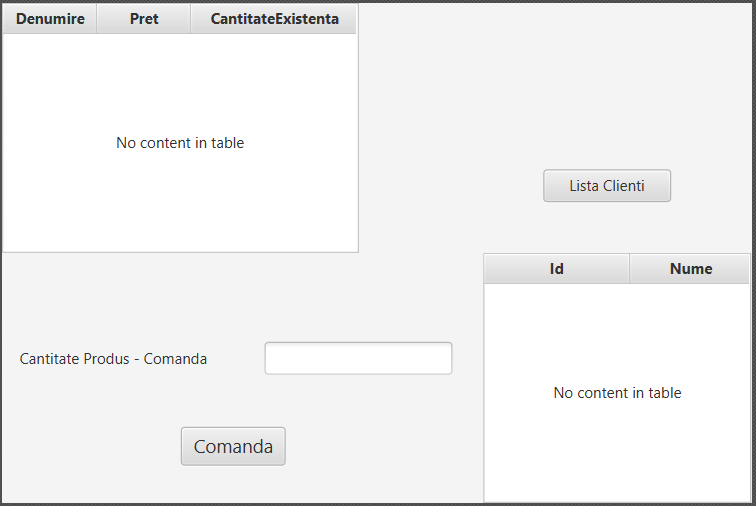 Denumire Pret CantitateExistenta
No content in table
Lista Clienti
Id Nume
No content in table
Cantitate Produs - Comanda
Comanda